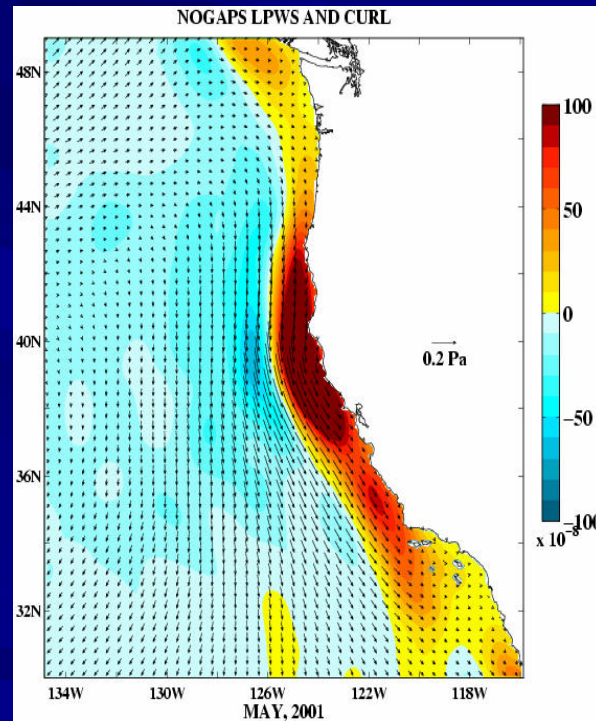 NOGAPS LPWS AND CURL
48N
44N
40N
36N
32N
134W
130W
126W
122W
118W
MAY, 2001
0.2 Pa
100
50
0
−50
−100
x 10⁻⁸